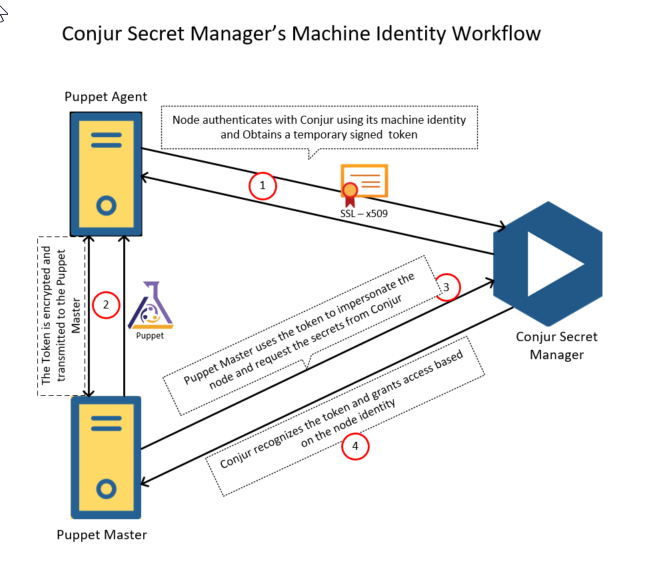 Conjur Secret Manager's Machine Identity Workflow
Puppet Agent
Node authenticates with Conjur using its machine identity
and Obtains a temporary signed token
1
SSL – x509
The Token is encrypted and
transmitted to the Puppet
Master
2
Puppet
Puppet Master uses the token to impersonate the
node and request the secrets from Conjur
3
Conjur Secret
Manager
Conjur recognizes the token and grants access based
on the node identity
4
Puppet Master